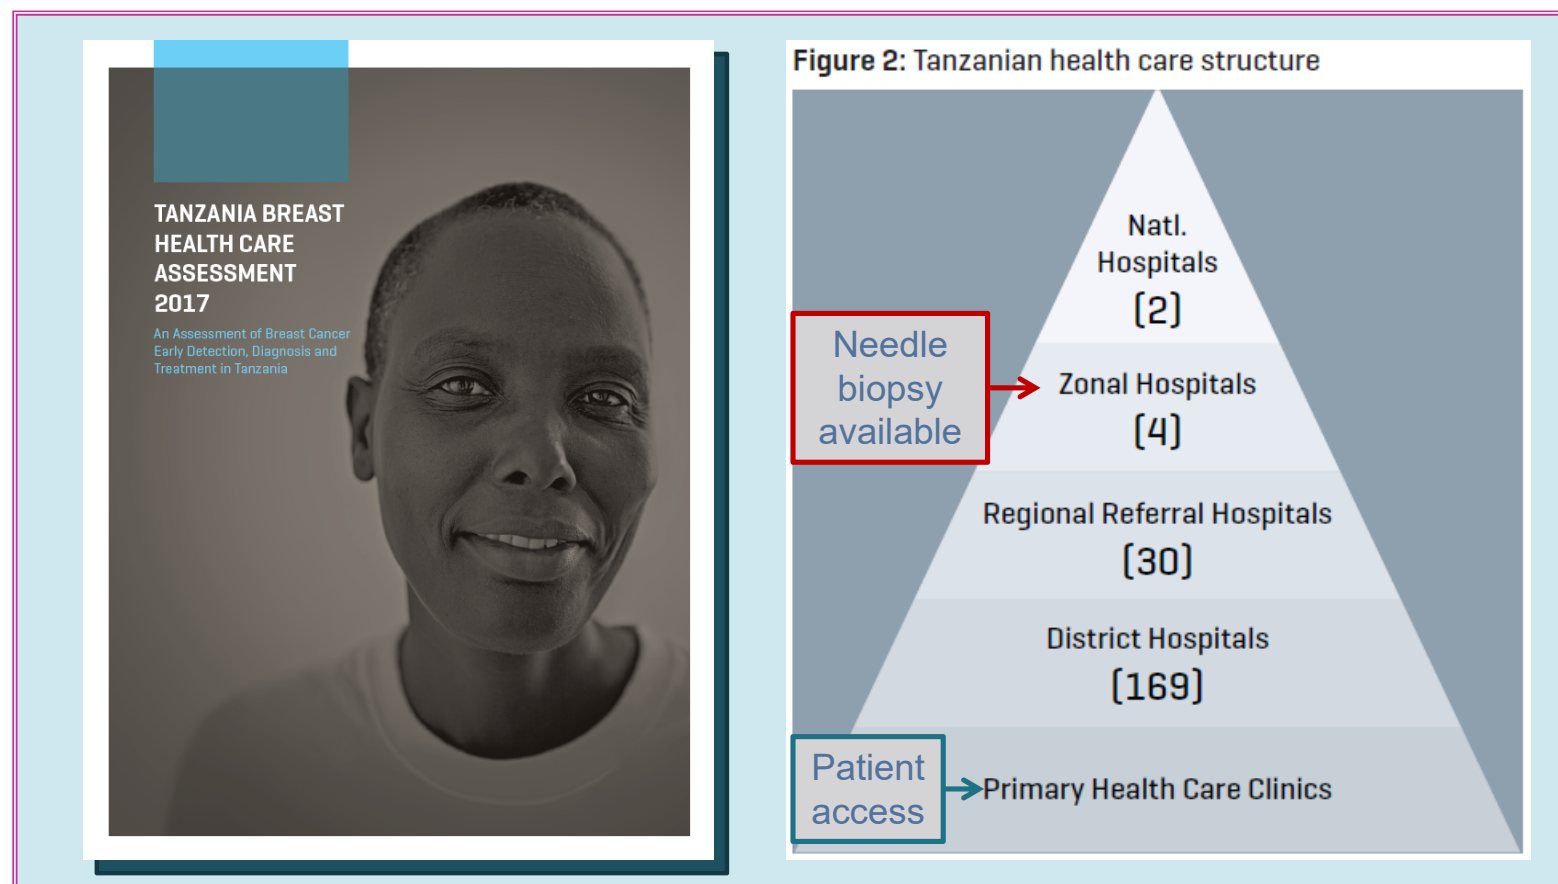 TANZANIA BREAST
HEALTH CARE
ASSESSMENT
2017
An Assessment of Breast Cancer
Early Detection, Diagnosis and
Treatment in Tanzania
Figure 2: Tanzanian health care structure
Natl.
Hospitals
(2)
Needle
biopsy
available
Zonal Hospitals
(4)
Regional Referral Hospitals
(30)
District Hospitals
(169)
Patient
access
Primary Health Care Clinics